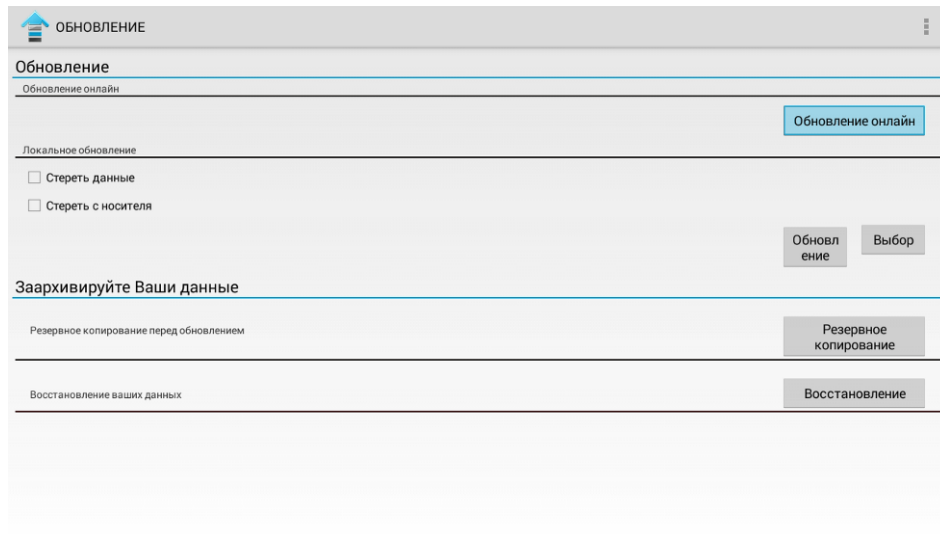 ОБНОВЛЕНИЕ
Обновление
Обновление онлайн
Обновление онлайн
Локальное обновление
Стереть данные
Стереть с носителя
Обновл
ение
Выбор
Заархивируйте Ваши данные
Резервное копирование перед обновлением
Резервное
копирование
Восстановление ваших данных
Восстановление